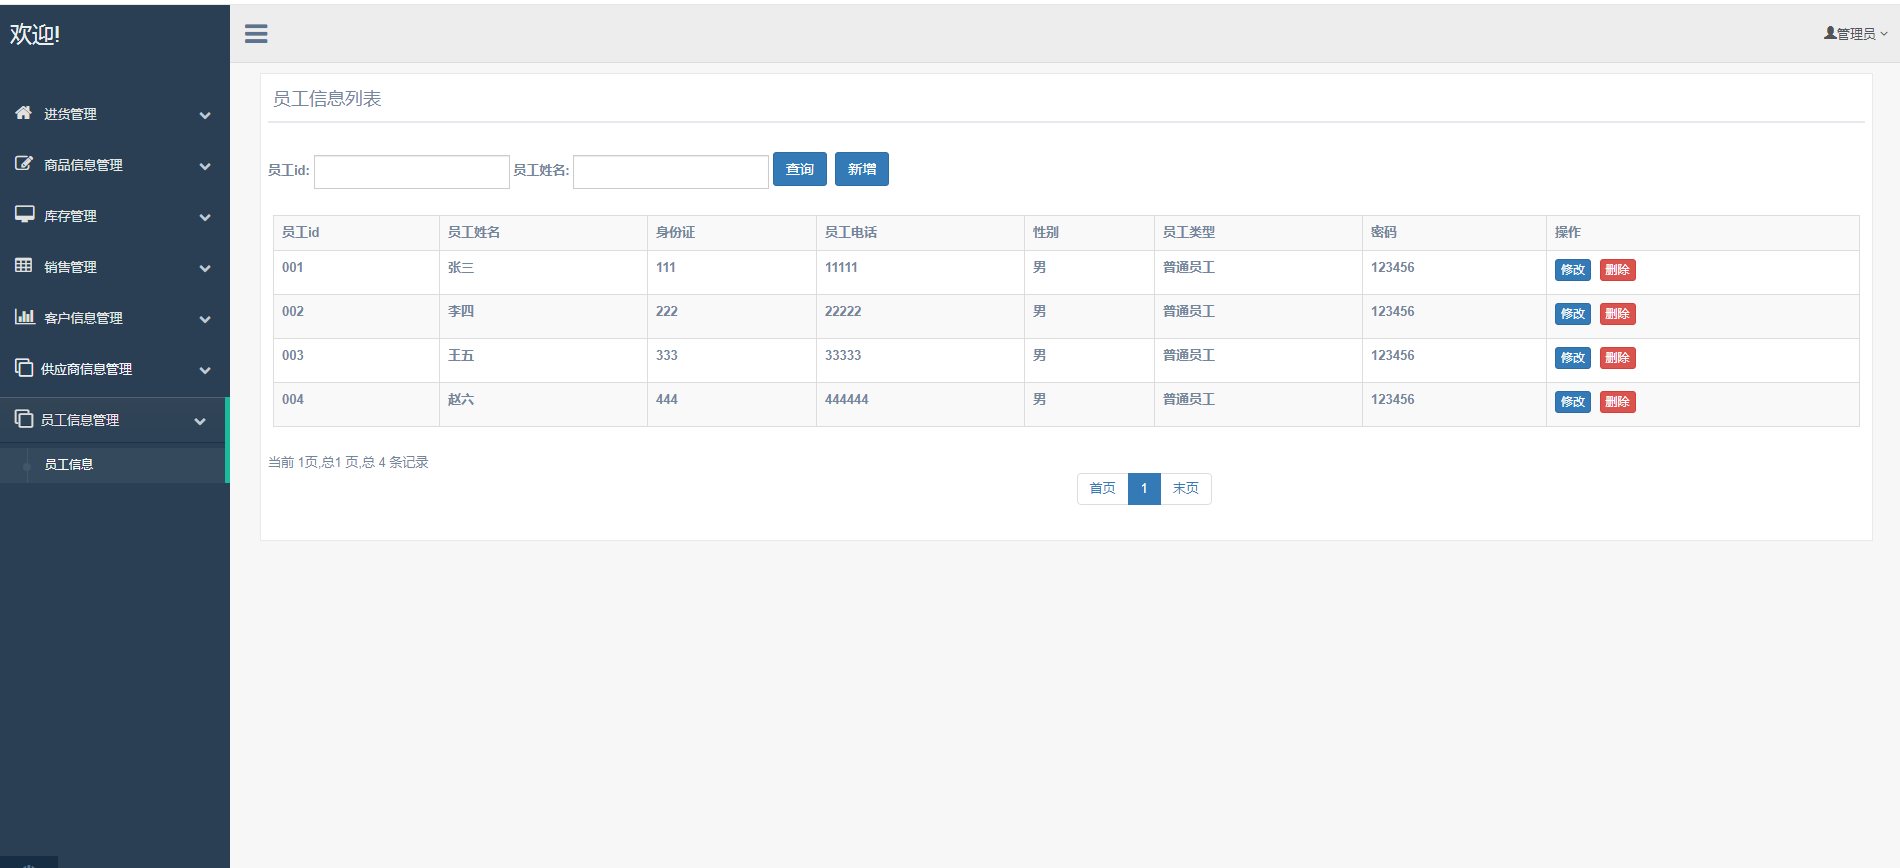 欢迎!
管理员
进货管理
商品信息管理
库存管理
销售管理
客户信息管理
供应商信息管理
员工信息管理
员工信息
员工信息列表
员工id: 员工姓名: 查询 新增
员工id 员工姓名 身份证 员工电话 性别 员工类型 密码 操作
001 张三 111 11111 男 普通员工 123456 修改 删除
002 李四 222 22222 男 普通员工 123456 修改 删除
003 王五 333 33333 男 普通员工 123456 修改 删除
004 赵六 444 444444 男 普通员工 123456 修改 删除
当前 1页,总1 页,总 4 条记录
首页 1 末页